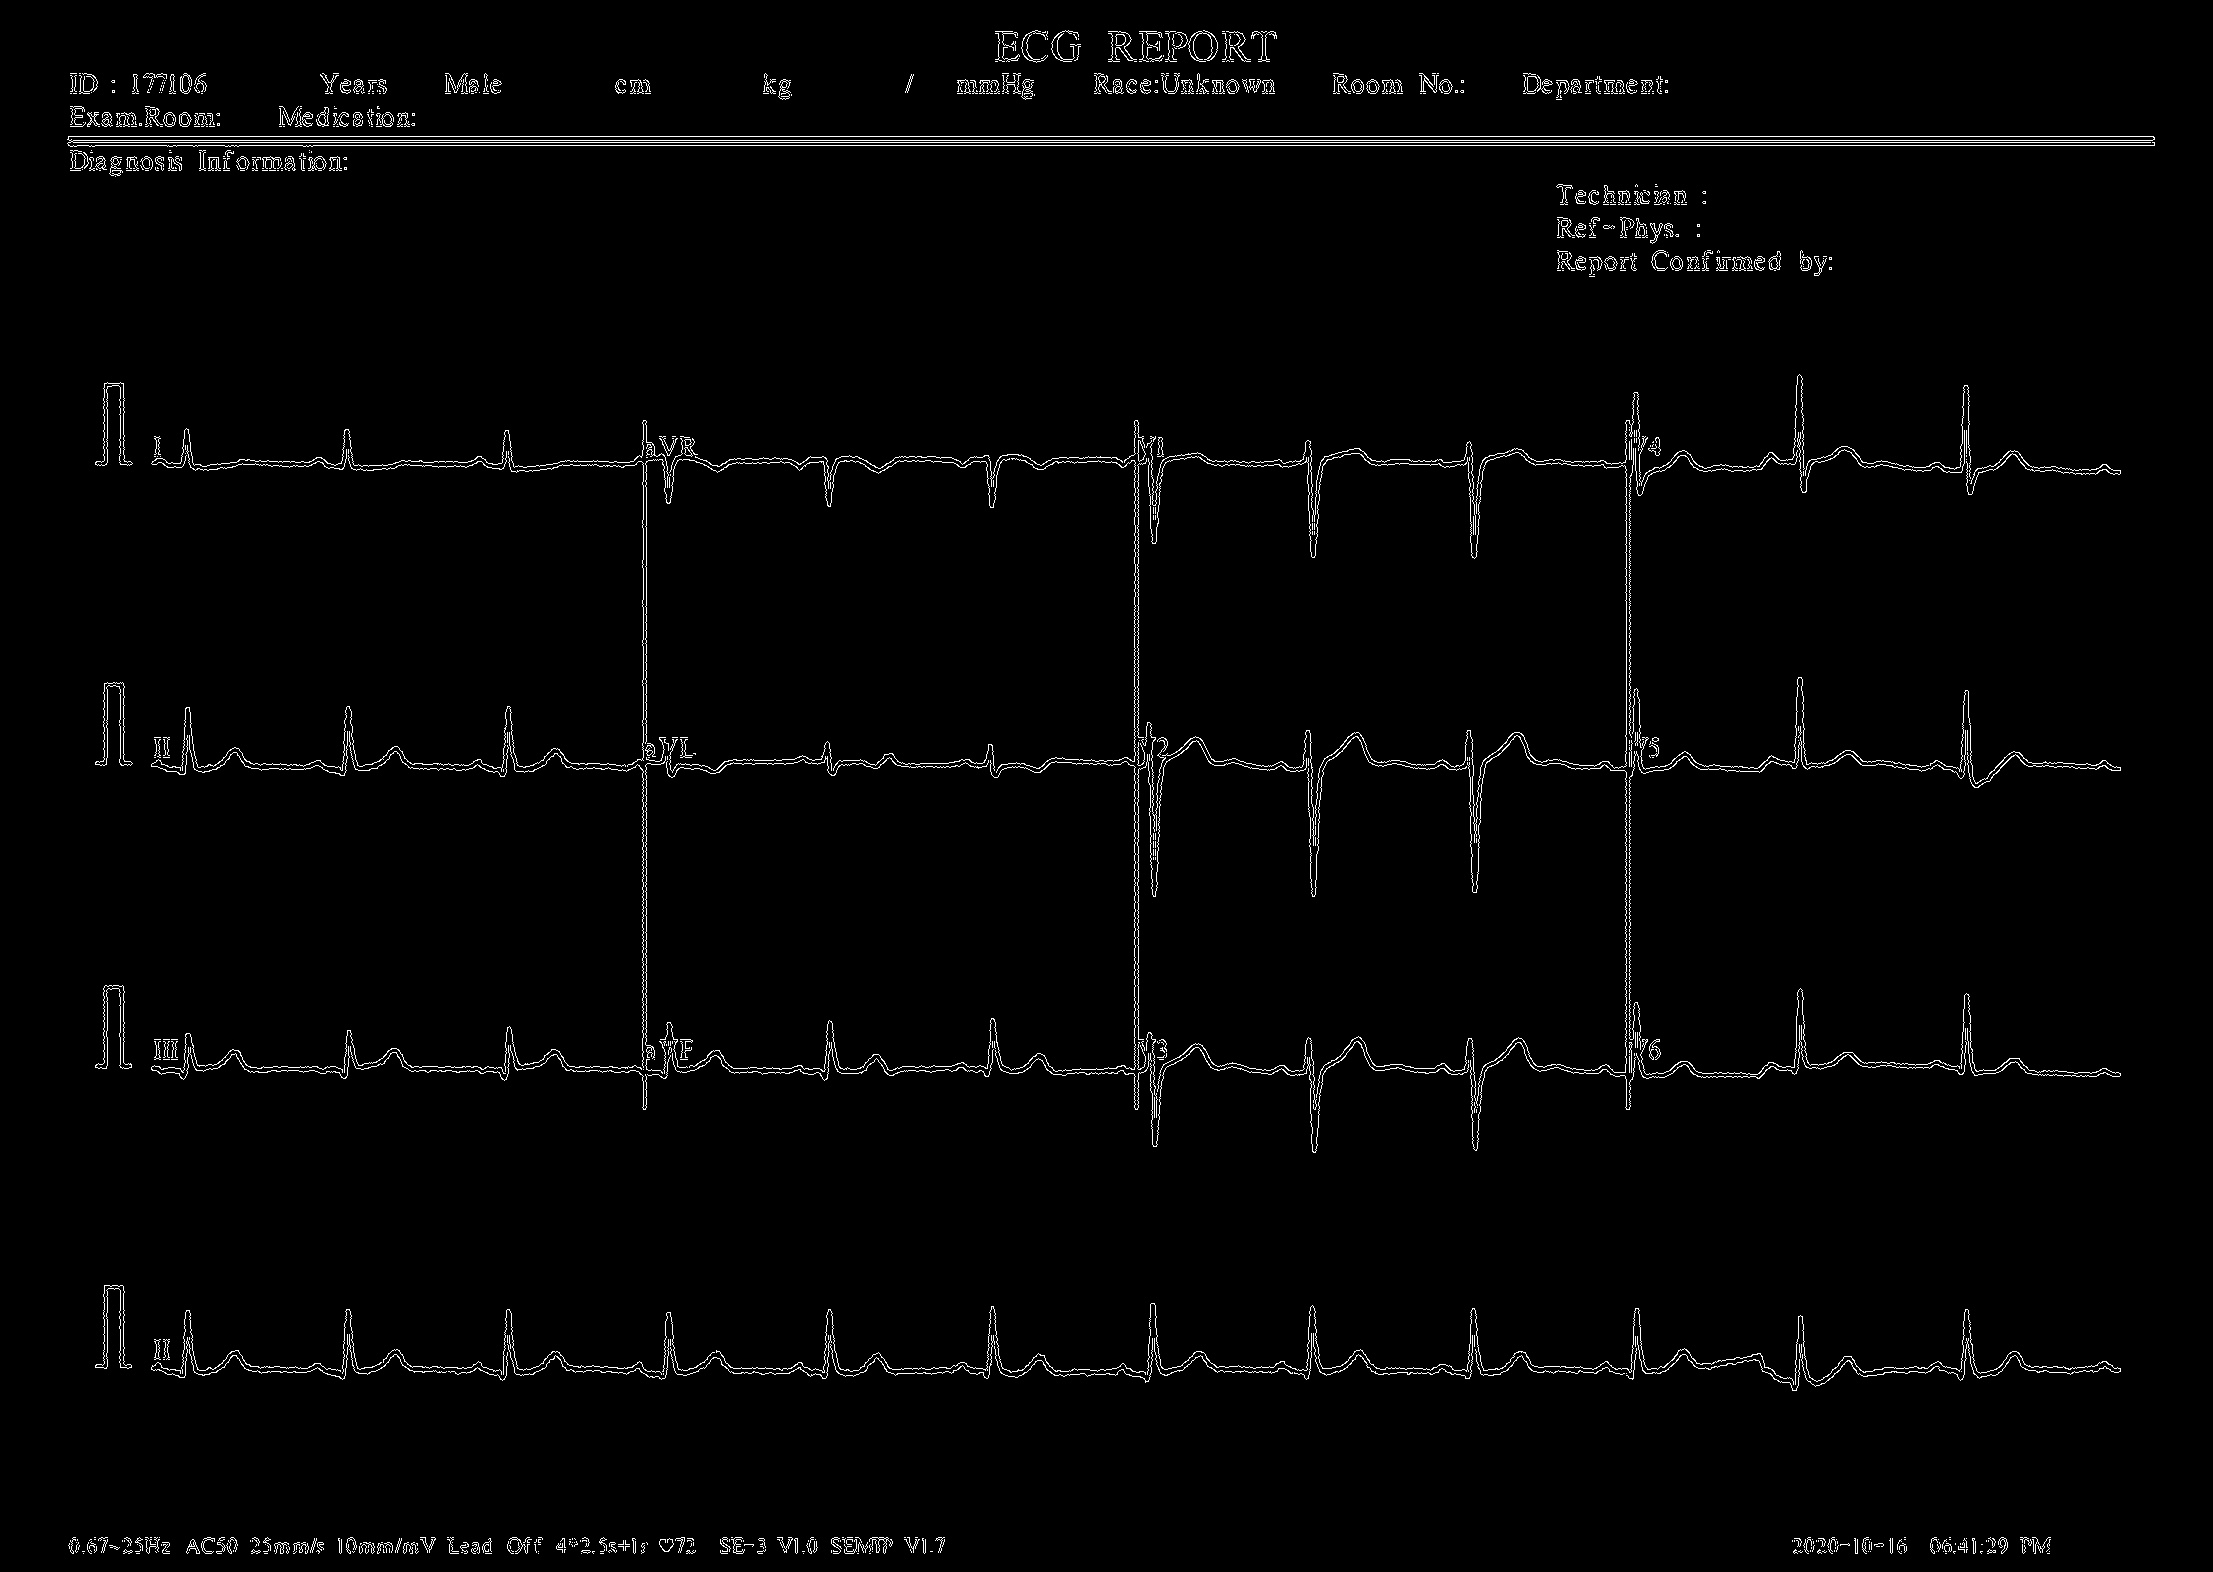 ECG REPORT
ID : 177106 Years Male cm kg / mmHg Race:Unknown Room No.: Department:
Exam.Room: Medication:
Diagnosis Information:
Technician :
Ref-Phys. :
Report Confirmed by:
I aVR V1 V4
II aVL V2 V5
III aVF V3 V6
II
0.67~25Hz AC50 25mm/s 10mm/mV Lead Off 4*2.5s+1r ♡72 SE-3 V1.0 SEMIP V1.7 2020-10-16 06:41:29 PM